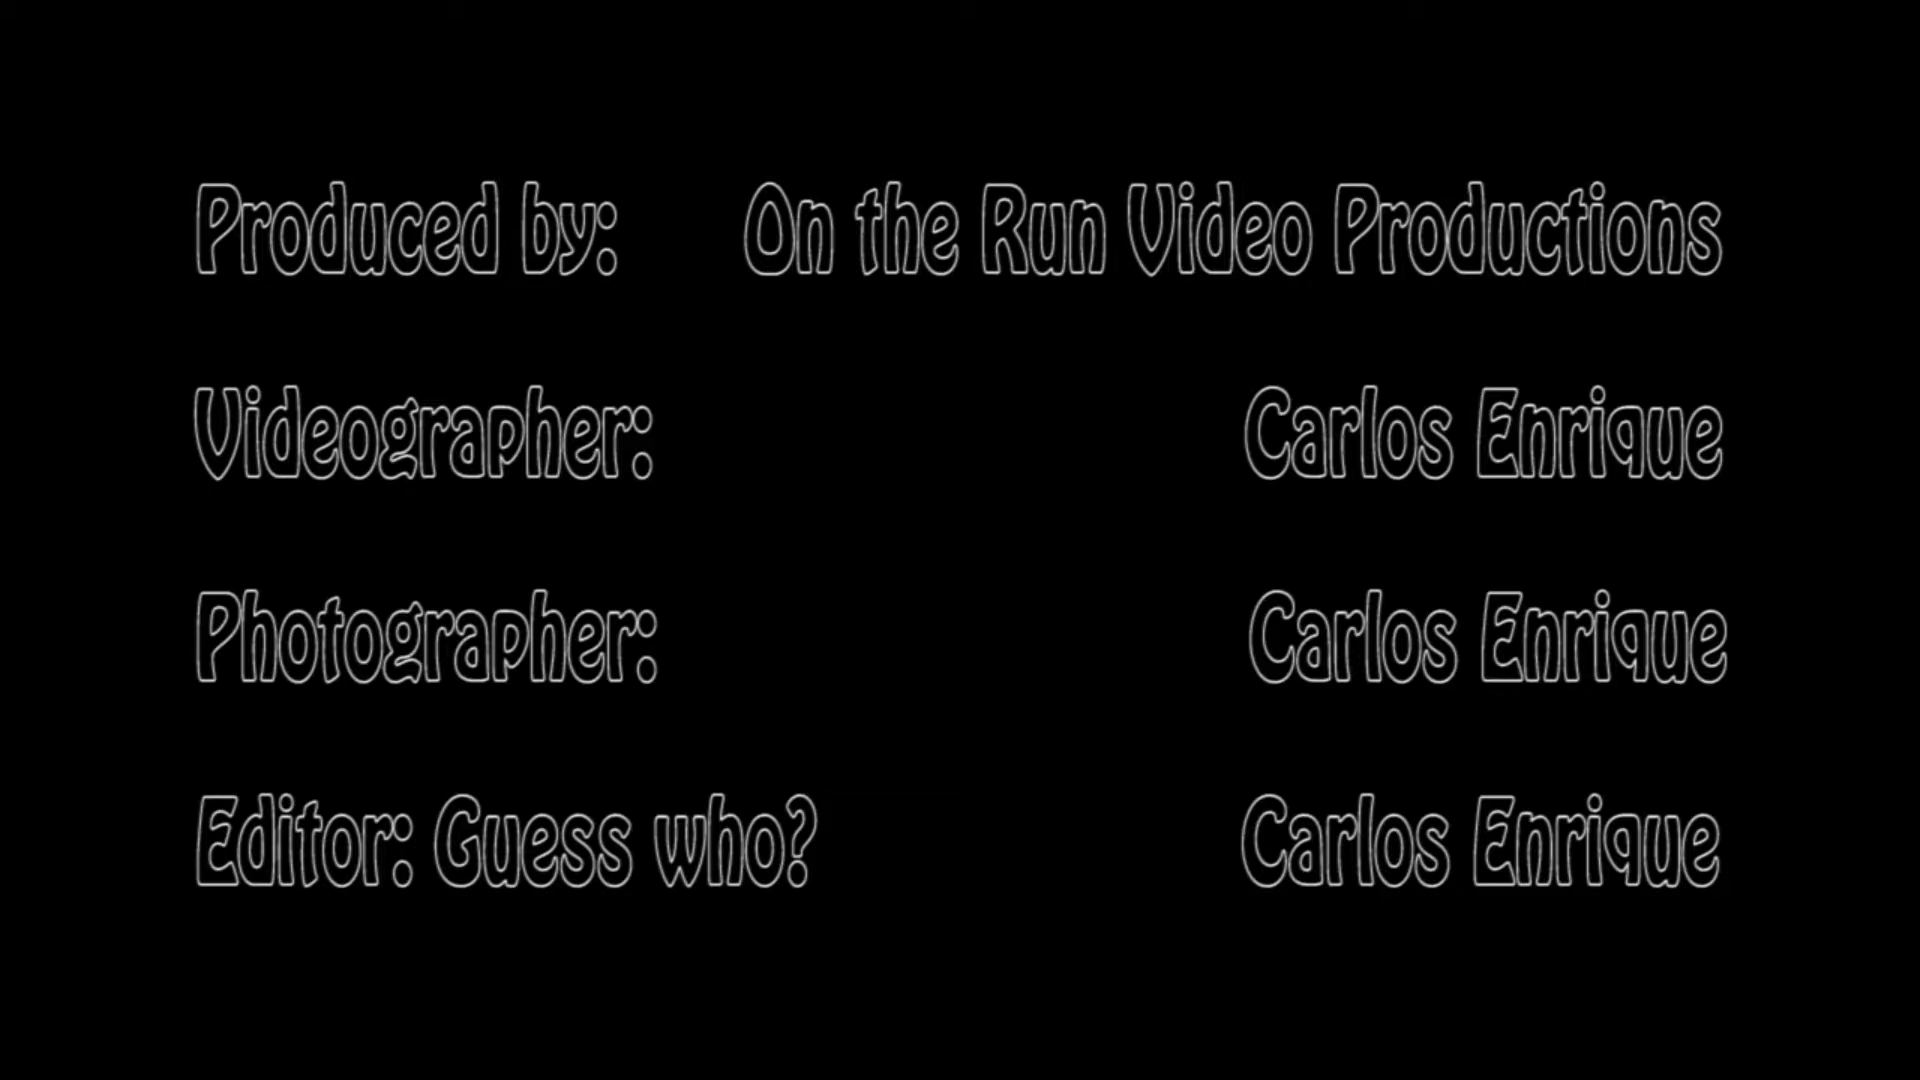 Produced by: On the Run Video Productions
Videographer: Carlos Enrique
Photographer: Carlos Enrique
Editor: Guess who? Carlos Enrique